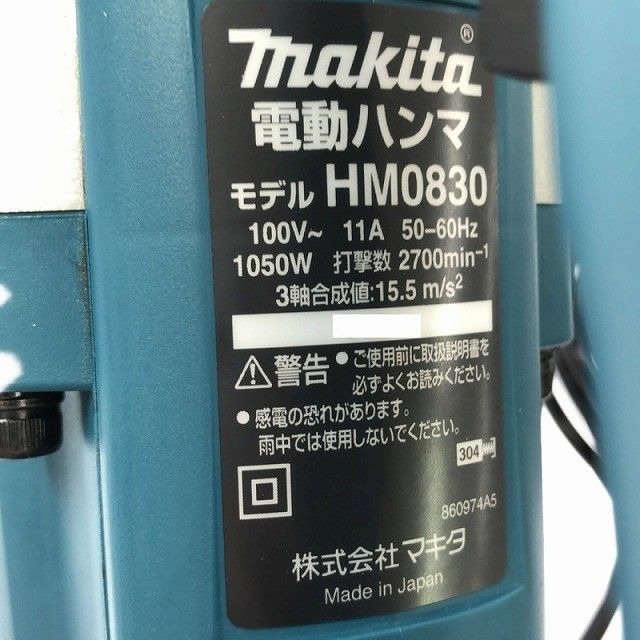 makita®
電動ハンマ
モデル HM0830
100V~ 11A 50-60Hz
1050W 打撃数 2700min-1
3軸合成値:15.5 m/s2
警告 ●ご使用前に取扱説明書を
必ずよくお読みください。
●感電の恐れがあります。
雨中では使用しないでください。
304
860974A5
株式会社マキタ
Made in Japan